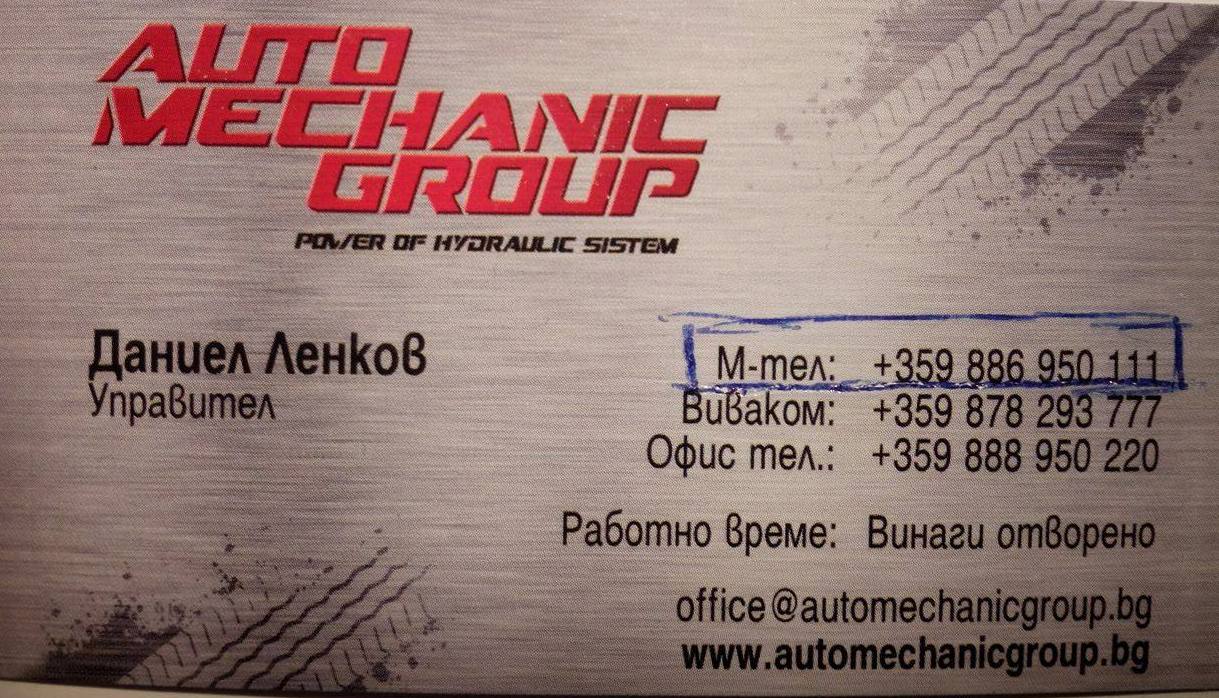 AUTO
MECHANIC
GROUP
POWER OF HYDRAULIC SISTEM
Даниел Ленков
Управител
М-тел: +359 886 950 111
Виваком: +359 878 293 777
Офис тел.: +359 888 950 220
Работно време: Винаги отворено
office@automechanicgroup.bg
www.automechanicgroup.bg